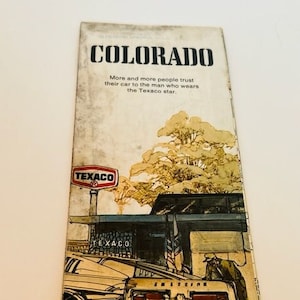 COLORADO
More and more people trust
their car to the man who wears
the Texaco star.
TEXACO
TEXACO